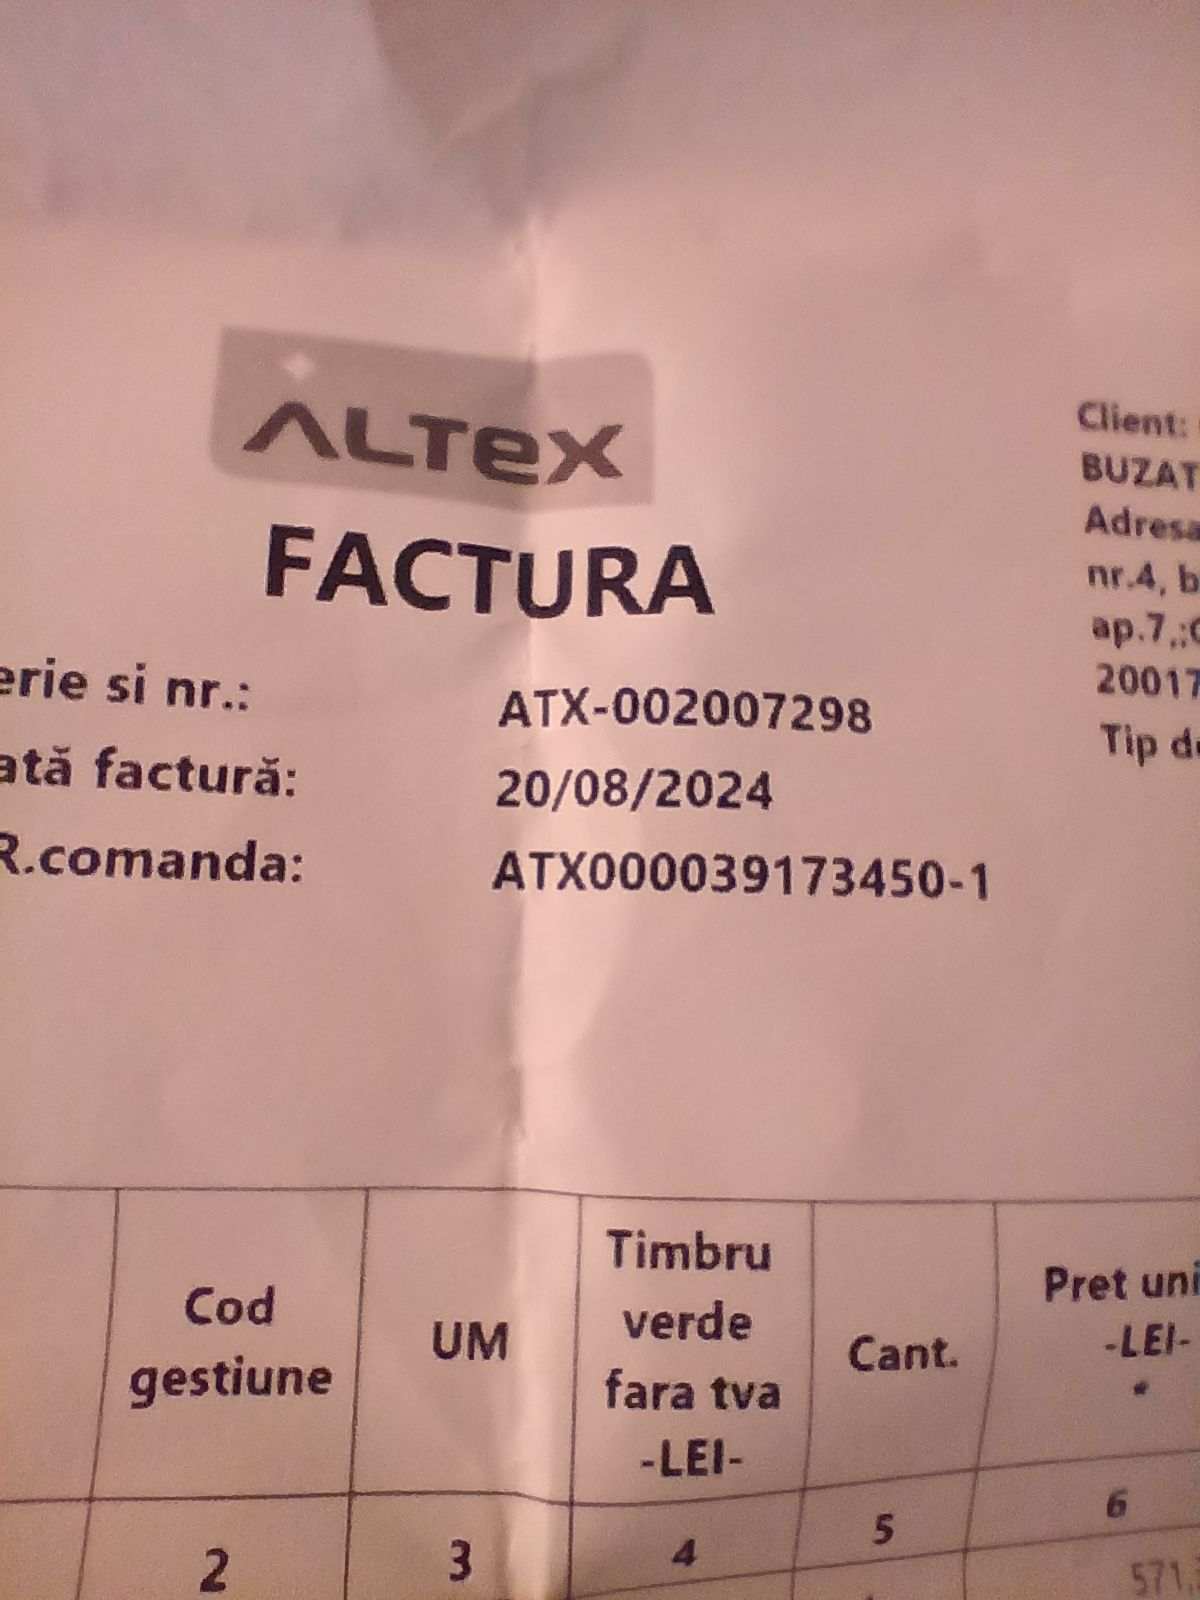 ALTex
FACTURA
erie si nr.: ATX-002007298
ată factură: 20/08/2024
R.comanda: ATX000039173450-1
Client:
BUZAT
Adresa
nr.4, b
ap.7,;
20017
Tip d
Cod gestiune
UM
Timbru verde fara tva -LEI-
Cant.
Pret uni -LEI- *
2 3 4 5 6
571,